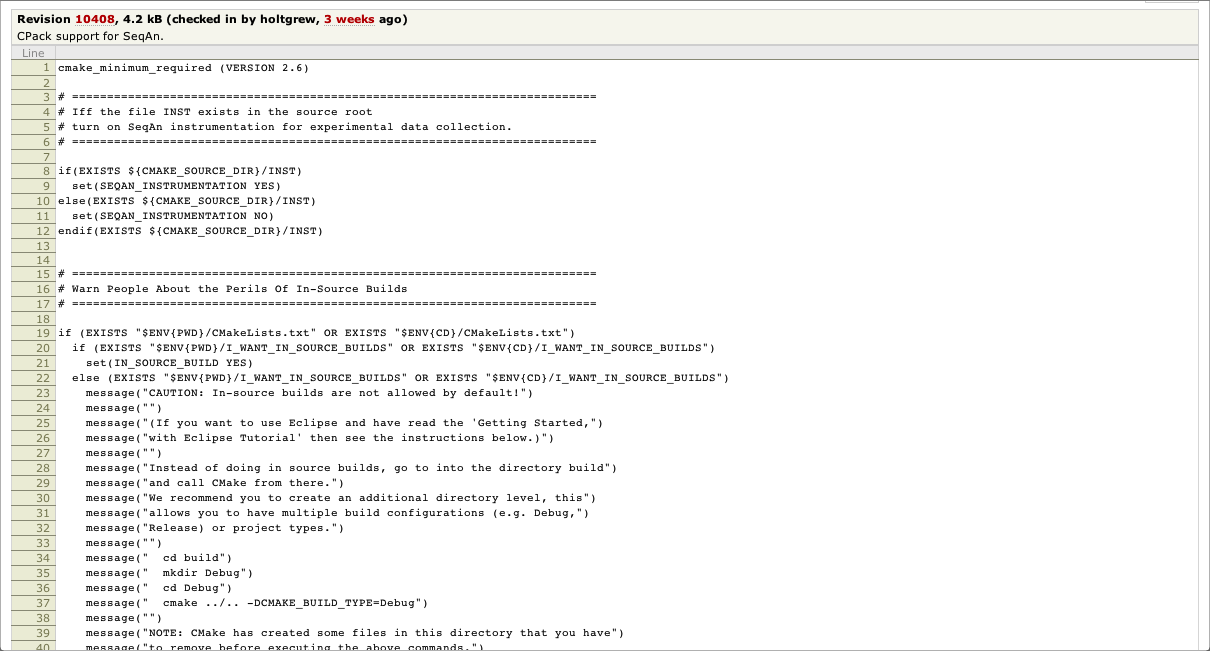 Revision 10408, 4.2 kB (checked in by holtgrew, 3 weeks ago)
CPack support for SeqAn.
Line
1 cmake_minimum_required (VERSION 2.6)
2
3 # ===========================================================================
4 # Iff the file INST exists in the source root
5 # turn on SeqAn instrumentation for experimental data collection.
6 # ===========================================================================
7
8 if(EXISTS ${CMAKE_SOURCE_DIR}/INST)
9   set(SEQAN_INSTRUMENTATION YES)
10 else(EXISTS ${CMAKE_SOURCE_DIR}/INST)
11   set(SEQAN_INSTRUMENTATION NO)
12 endif(EXISTS ${CMAKE_SOURCE_DIR}/INST)
13
14
15 # ===========================================================================
16 # Warn People About the Perils Of In-Source Builds
17 # ===========================================================================
18
19 if (EXISTS "$ENV{PWD}/CMakeLists.txt" OR EXISTS "$ENV{CD}/CMakeLists.txt")
20   if (EXISTS "$ENV{PWD}/I_WANT_IN_SOURCE_BUILDS" OR EXISTS "$ENV{CD}/I_WANT_IN_SOURCE_BUILDS")
21     set(IN_SOURCE_BUILD YES)
22   else (EXISTS "$ENV{PWD}/I_WANT_IN_SOURCE_BUILDS" OR EXISTS "$ENV{CD}/I_WANT_IN_SOURCE_BUILDS")
23     message("CAUTION: In-source builds are not allowed by default!")
24     message("")
25     message("(If you want to use Eclipse and have read the 'Getting Started,")
26     message("with Eclipse Tutorial' then see the instructions below.)")
27     message("")
28     message("Instead of doing in source builds, go to into the directory build")
29     message("and call CMake from there.")
30     message("We recommend you to create an additional directory level, this")
31     message("allows you to have multiple build configurations (e.g. Debug,")
32     message("Release) or project types.")
33     message("")
34     message("  cd build")
35     message("  mkdir Debug")
36     message("  cd Debug")
37     message("  cmake ../.. -DCMAKE_BUILD_TYPE=Debug")
38     message("")
39     message("NOTE: CMake has created some files in this directory that you have")
40     message("to remove before executing the above commands.")